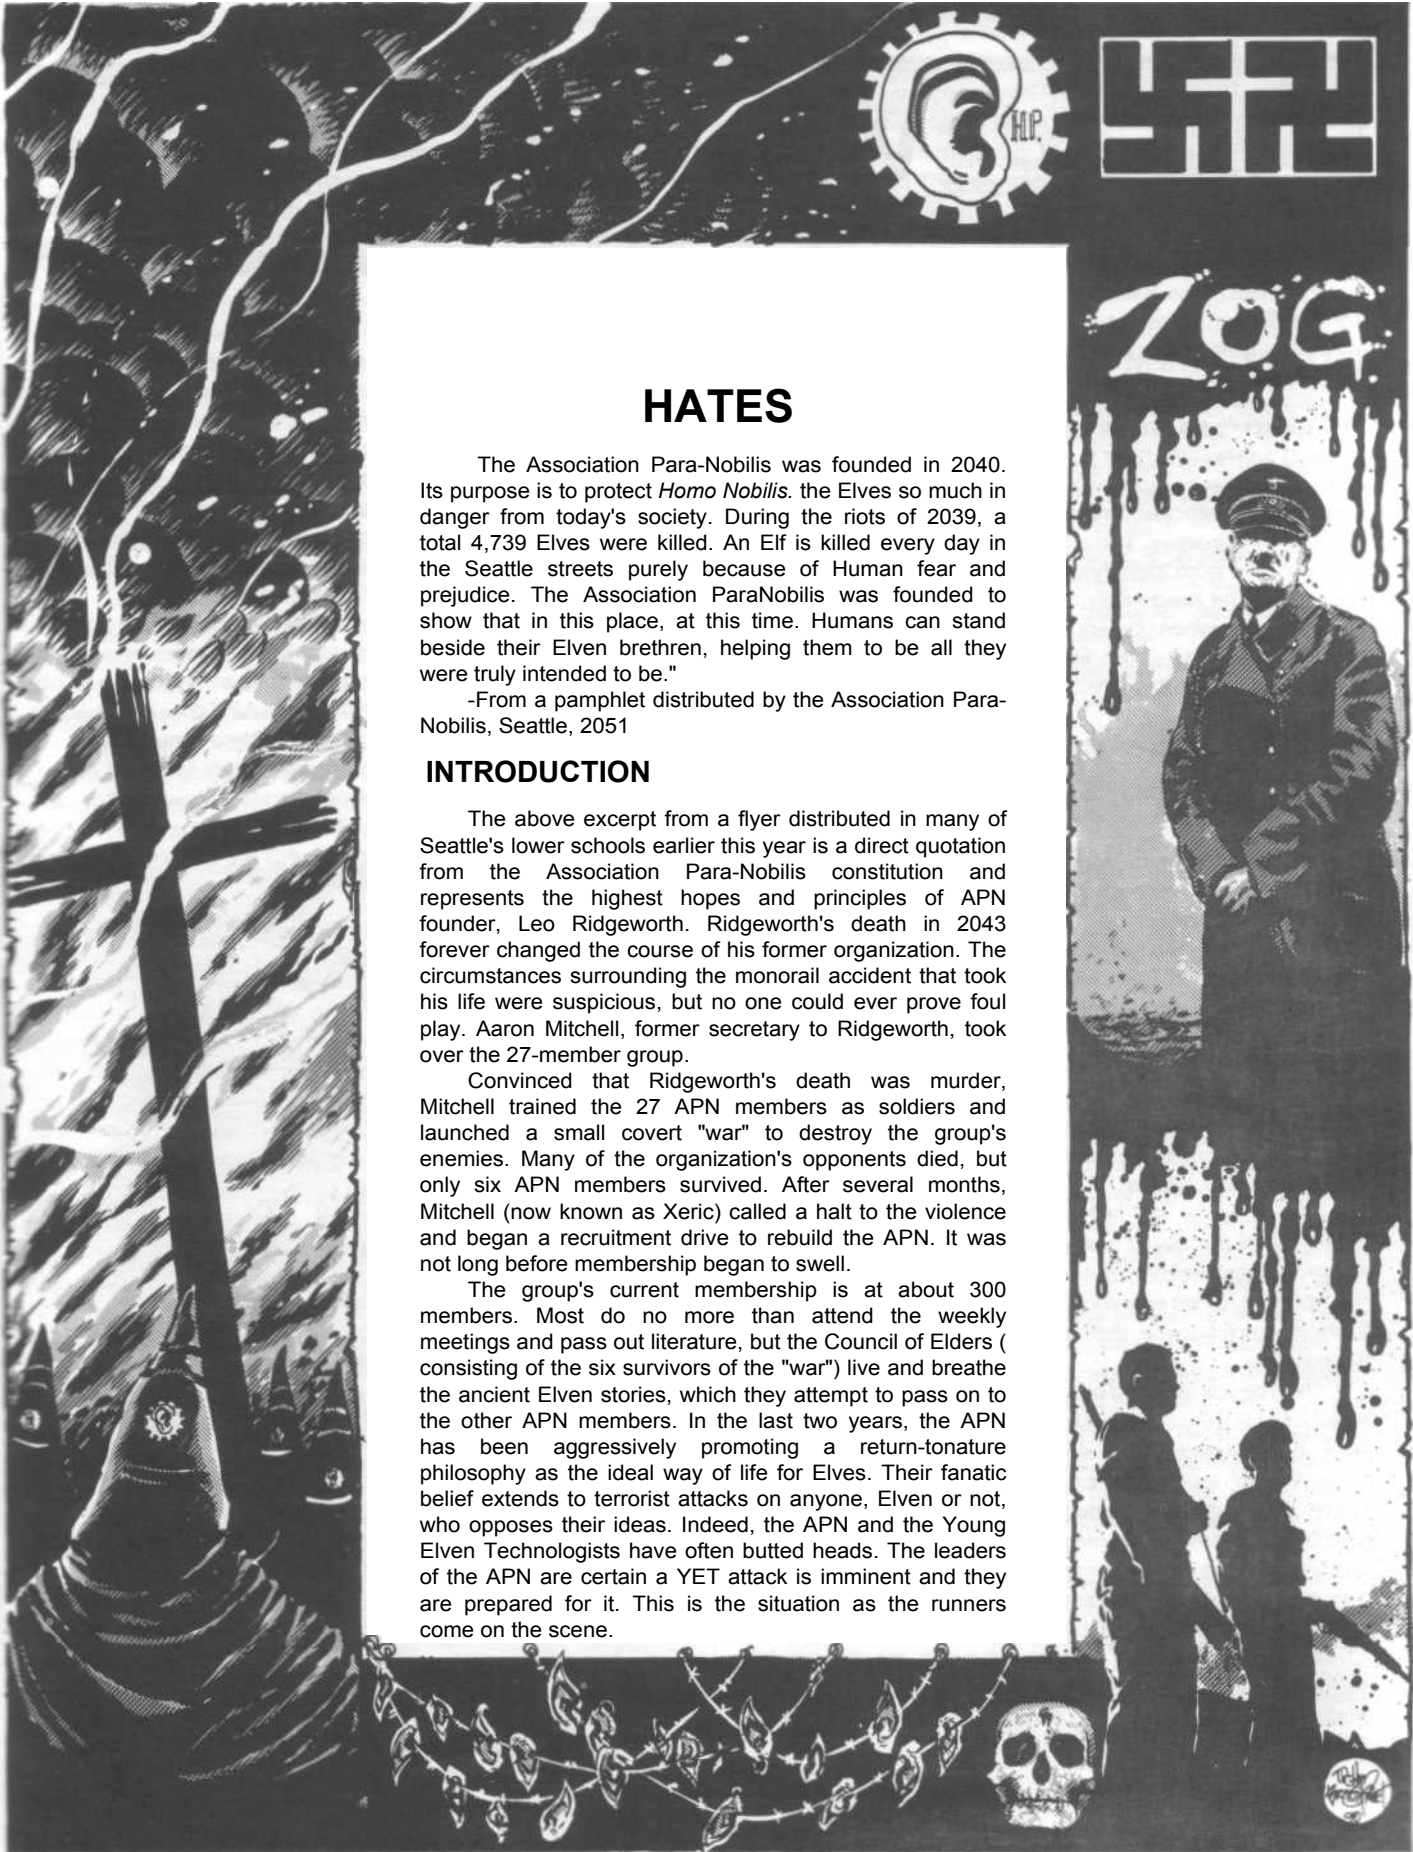 H.P.
ZOG
HATES
The Association Para-Nobilis was founded in 2040.
Its purpose is to protect Homo Nobilis. the Elves so much in
danger from today's society. During the riots of 2039, a
total 4,739 Elves were killed. An Elf is killed every day in
the Seattle streets purely because of Human fear and
prejudice. The Association ParaNobilis was founded to
show that in this place, at this time. Humans can stand
beside their Elven brethren, helping them to be all they
were truly intended to be."
-From a pamphlet distributed by the Association Para-
Nobilis, Seattle, 2051
INTRODUCTION
The above excerpt from a flyer distributed in many of
Seattle's lower schools earlier this year is a direct quotation
from the Association Para-Nobilis constitution and
represents the highest hopes and principles of APN
founder, Leo Ridgeworth. Ridgeworth's death in 2043
forever changed the course of his former organization. The
circumstances surrounding the monorail accident that took
his life were suspicious, but no one could ever prove foul
play. Aaron Mitchell, former secretary to Ridgeworth, took
over the 27-member group.
Convinced that Ridgeworth's death was murder,
Mitchell trained the 27 APN members as soldiers and
launched a small covert "war" to destroy the group's
enemies. Many of the organization's opponents died, but
only six APN members survived. After several months,
Mitchell (now known as Xeric) called a halt to the violence
and began a recruitment drive to rebuild the APN. It was
not long before membership began to swell.
The group's current membership is at about 300
members. Most do no more than attend the weekly
meetings and pass out literature, but the Council of Elders (
consisting of the six survivors of the "war") live and breathe
the ancient Elven stories, which they attempt to pass on to
the other APN members. In the last two years, the APN
has been aggressively promoting a return-tonature
philosophy as the ideal way of life for Elves. Their fanatic
belief extends to terrorist attacks on anyone, Elven or not,
who opposes their ideas. Indeed, the APN and the Young
Elven Technologists have often butted heads. The leaders
of the APN are certain a YET attack is imminent and they
are prepared for it. This is the situation as the runners
come on the scene.